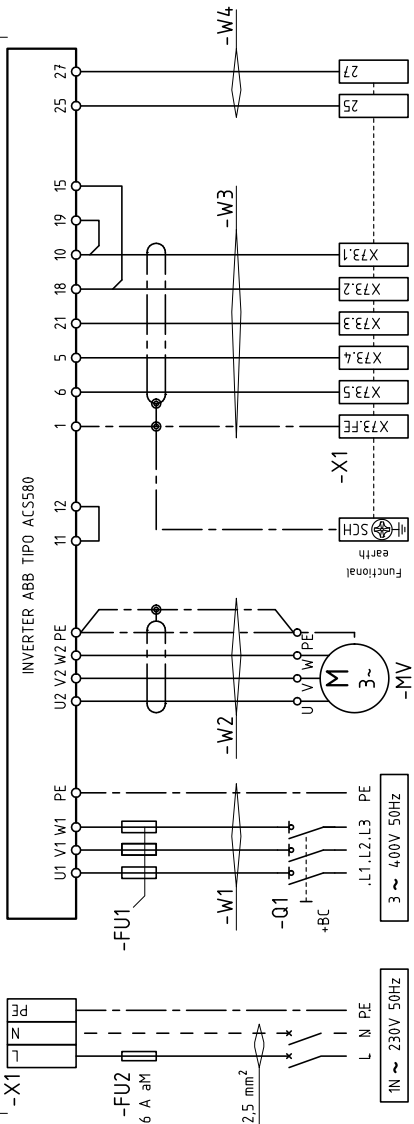 -X1
L
N
PE
-FU2
6 A aM
2,5 mm²
L N PE
1N ~ 230V 50Hz
INVERTER ABB TIPO ACS580
U1 V1 W1 PE
U2 V2 W2 PE
11 12
1 6 5 21 18 10 19 15
25 27
-FU1
-W1
-W2
-W3
-W4
-Q1
+BC
.L1.L2.L3 PE
3 ~ 400V 50Hz
U V W PE
M
3~
-MV
Functional
earth
SCH
-X1
X73.FE
X73.5
X73.4
X73.3
X73.2
X73.1
25
27